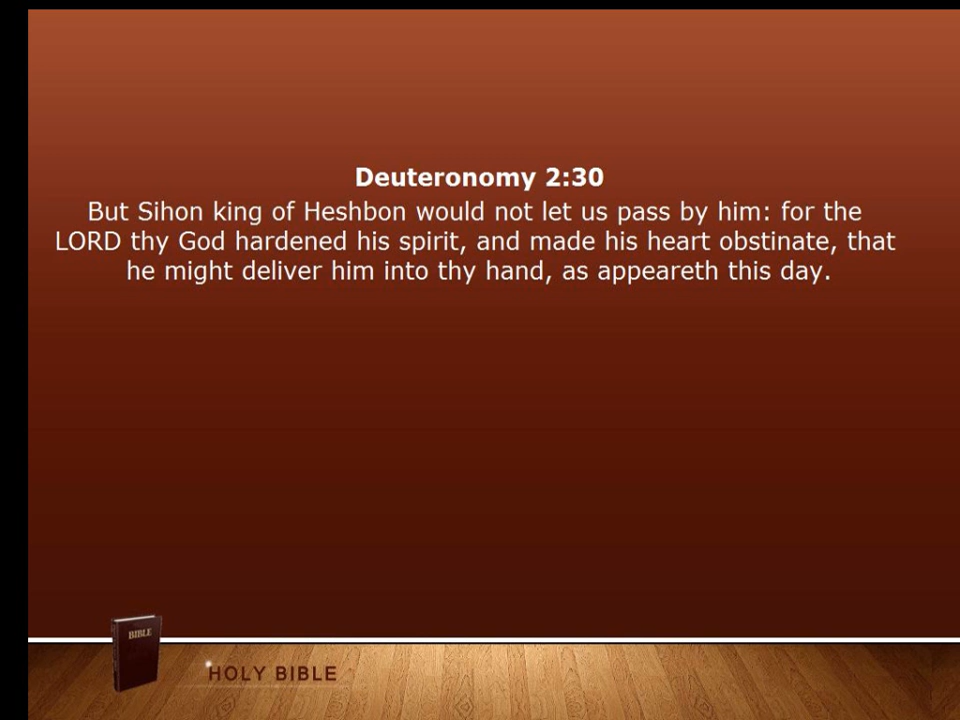 Deuteronomy 2:30
But Sihon king of Heshbon would not let us pass by him: for the
LORD thy God hardened his spirit, and made his heart obstinate, that
he might deliver him into thy hand, as appeareth this day.
BIBLE
HOLY BIBLE